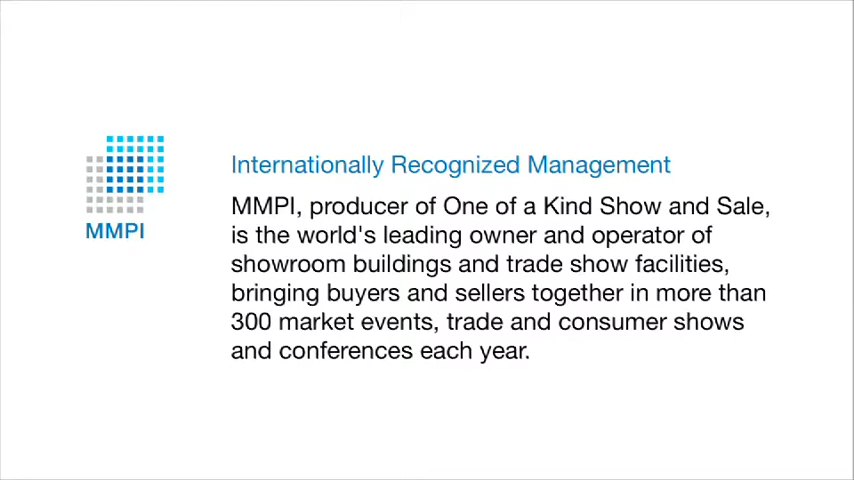 Internationally Recognized Management
MMPI, producer of One of a Kind Show and Sale,
is the world's leading owner and operator of
showroom buildings and trade show facilities,
bringing buyers and sellers together in more than
300 market events, trade and consumer shows
and conferences each year.
MMPI